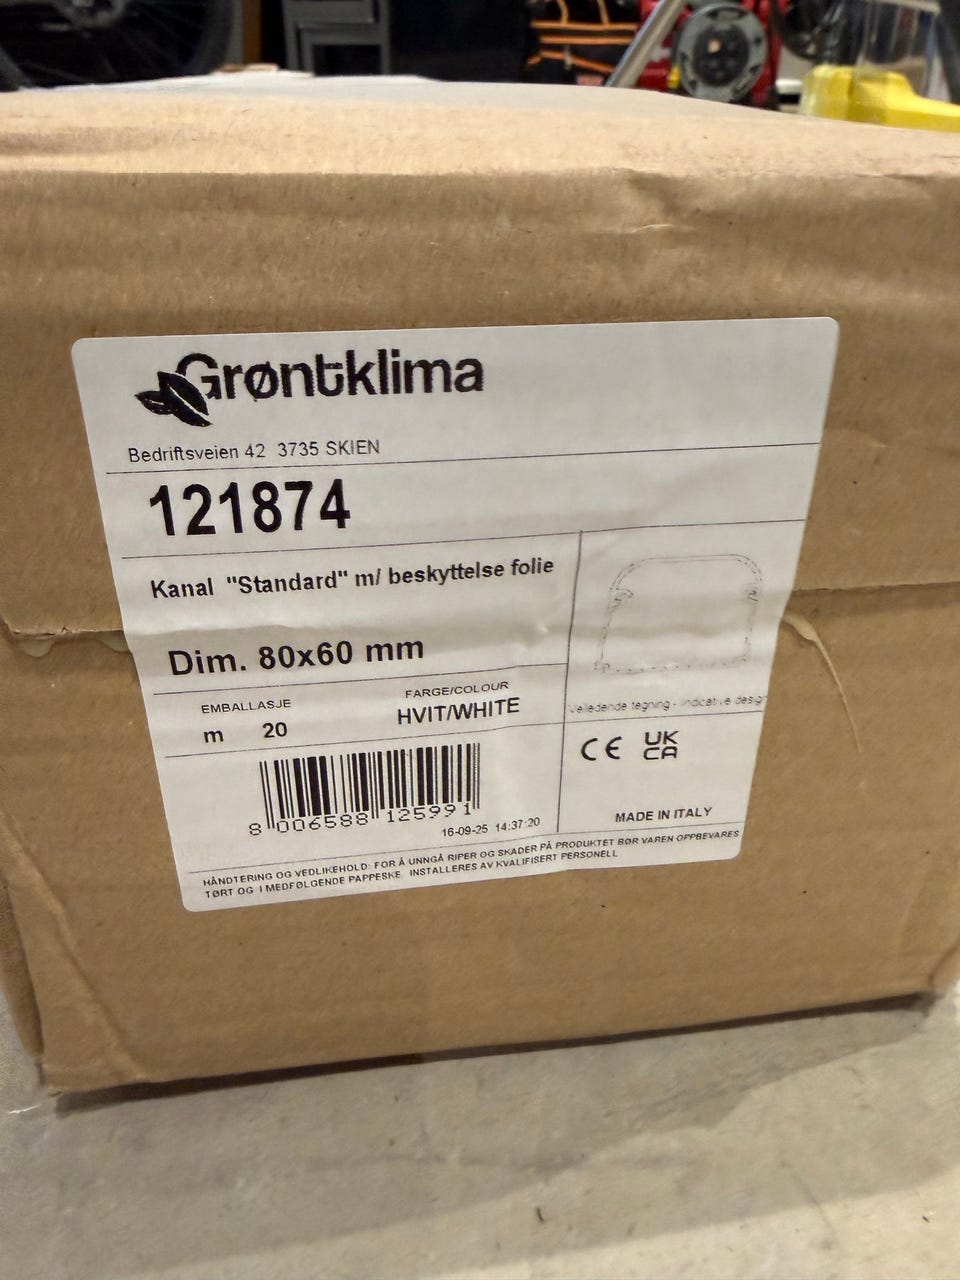 Grøntklima
Bedriftsveien 42 3735 SKIEN
121874
Kanal "Standard" m/ beskyttelse folie
Dim. 80x60 mm
EMBALLASJE
m 20
FARGE/COLOUR
HVIT/WHITE
veiledende tegning - indicative design
CE UK CA
8 006588 125991
16-09-25 14:37:20
MADE IN ITALY
HÅNDTERING OG VEDLIKEHOLD: FOR Å UNNGÅ RIPER OG SKADER PÅ PRODUKTET BØR VAREN OPPBEVARES
TØRT OG I MEDFØLGENDE PAPPESKE. INSTALLERES AV KVALIFISERT PERSONELL